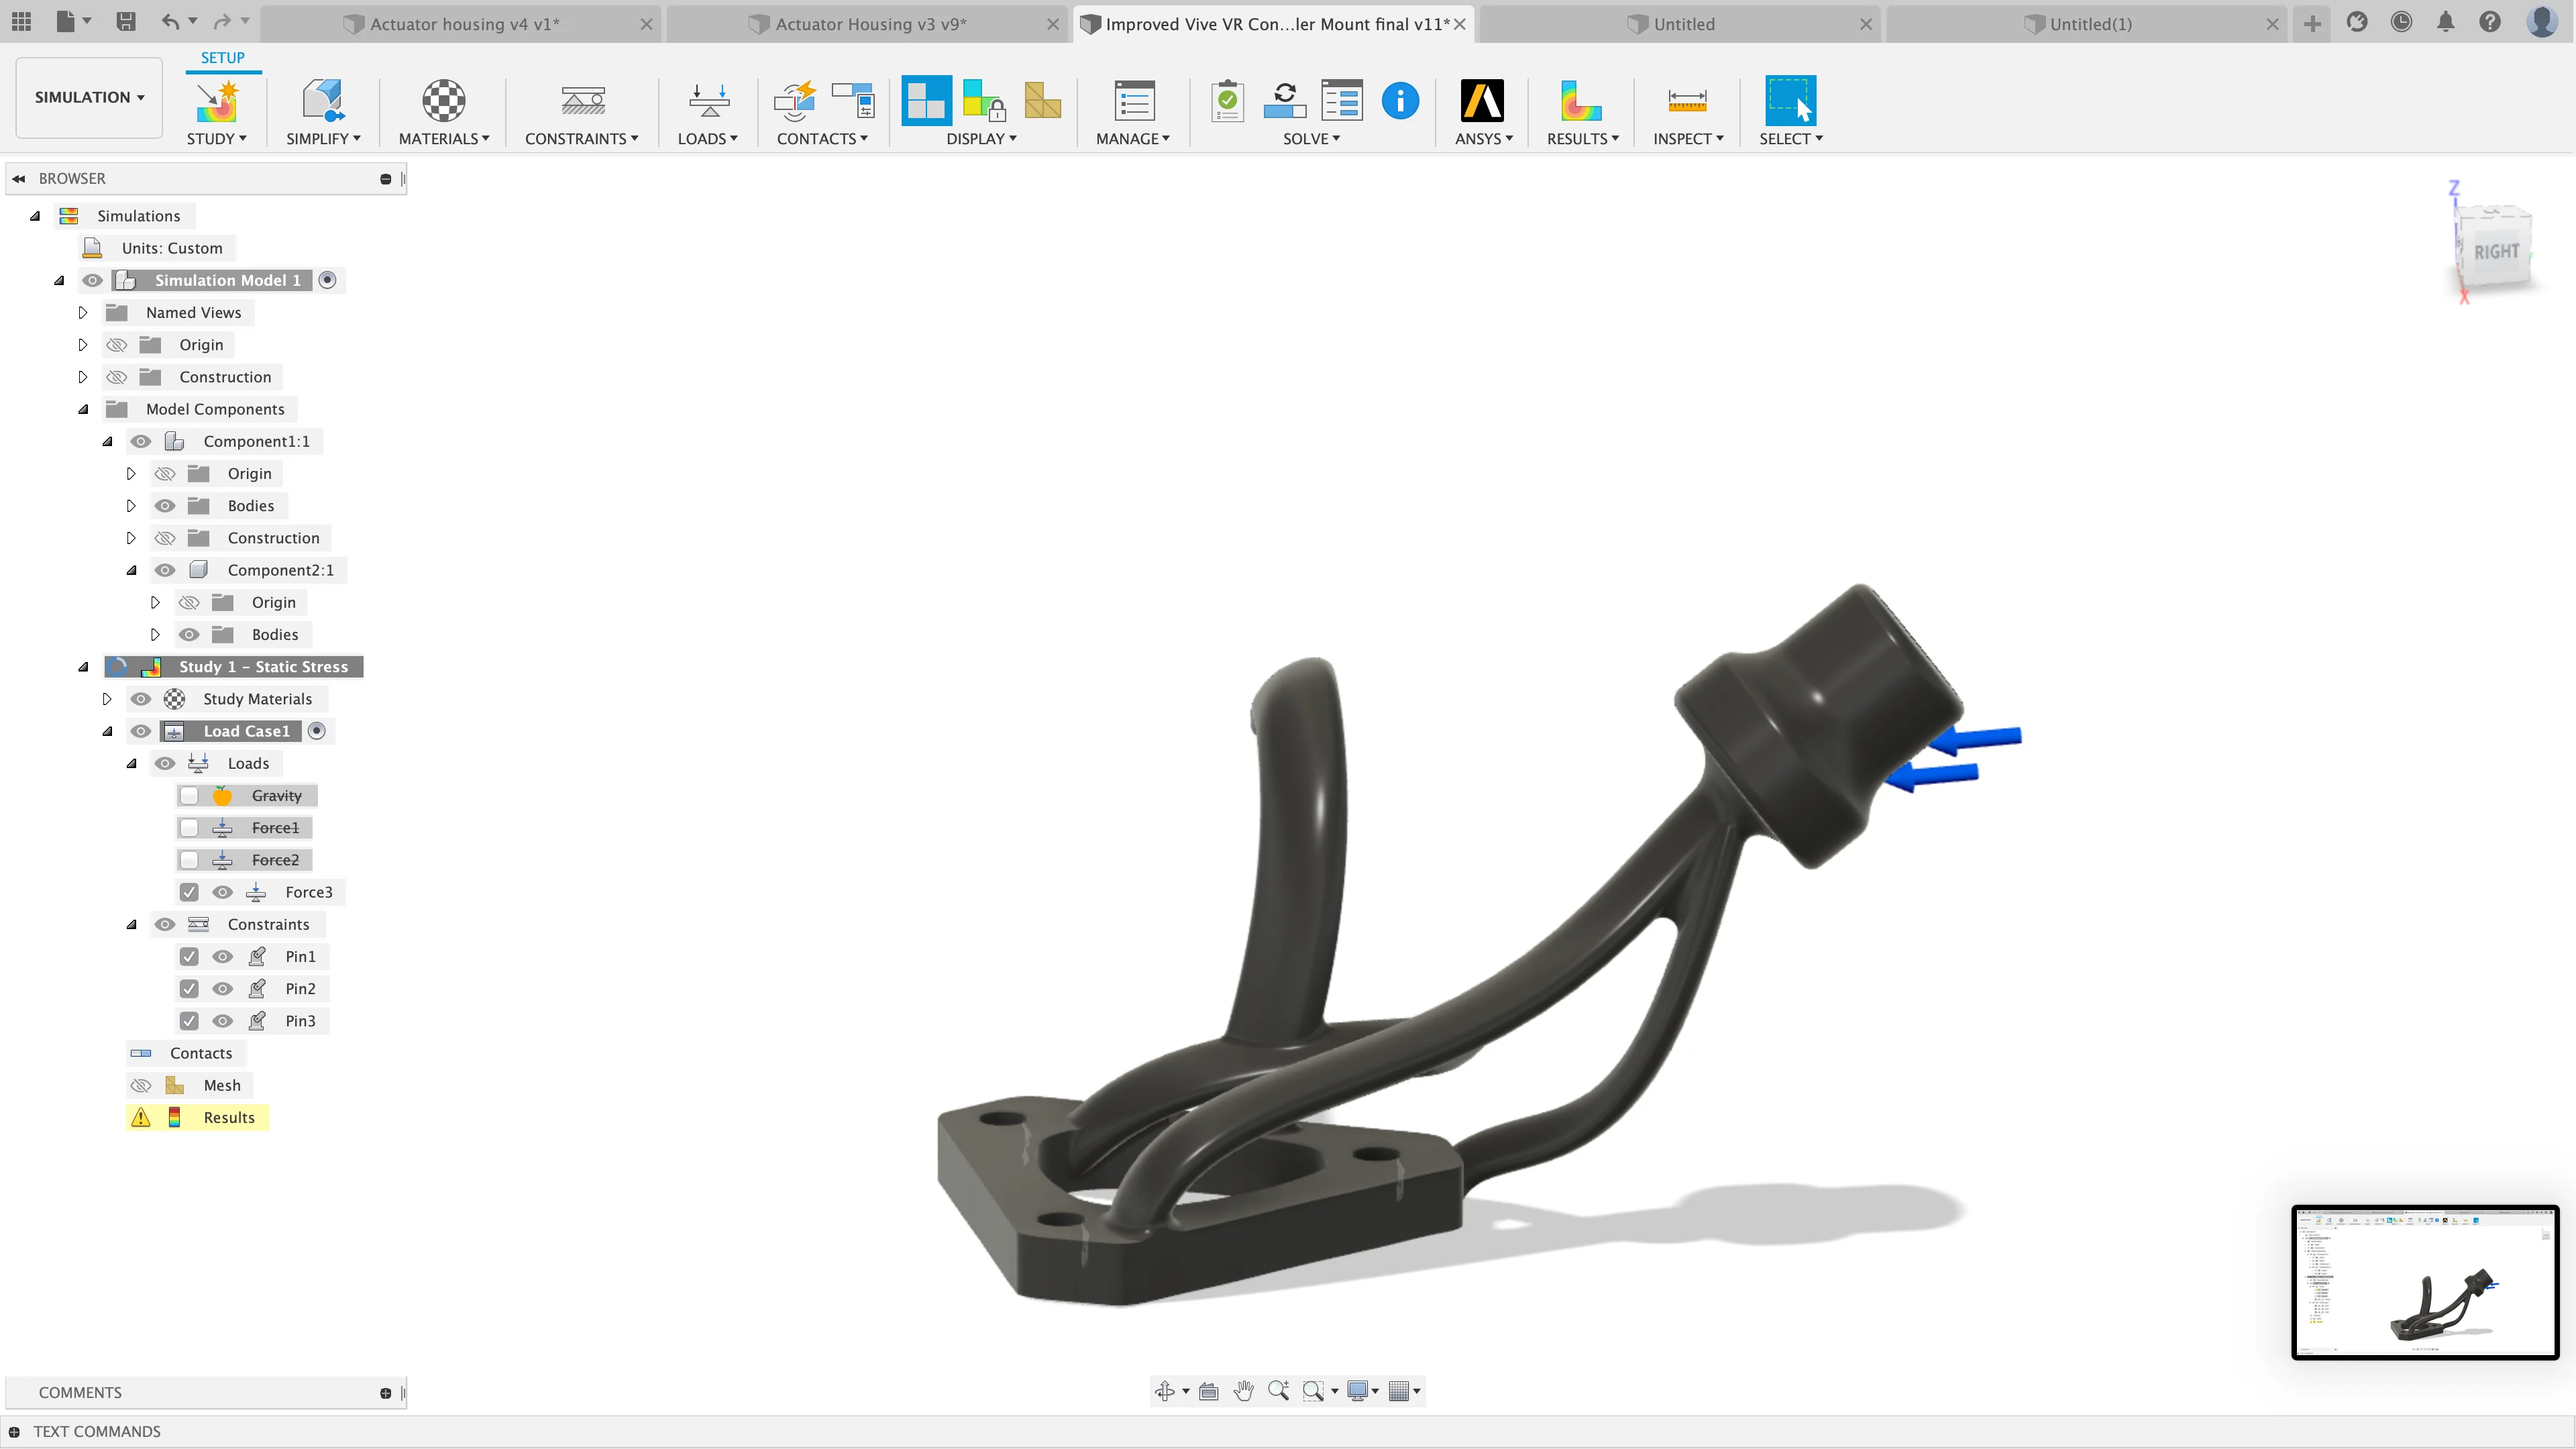 Actuator housing v4 v1*
Actuator Housing v3 v9*
Improved Vive VR Con...ler Mount final v11*
Untitled
Untitled(1)
SETUP
SIMULATION
STUDY
SIMPLIFY
MATERIALS
CONSTRAINTS
LOADS
CONTACTS
DISPLAY
MANAGE
SOLVE
ANSYS
RESULTS
INSPECT
SELECT
BROWSER
Simulations
Units: Custom
Simulation Model 1
Named Views
Origin
Construction
Model Components
Component1:1
Origin
Bodies
Construction
Component2:1
Origin
Bodies
Study 1 - Static Stress
Study Materials
Load Case1
Loads
Gravity
Force1
Force2
Force3
Constraints
Pin1
Pin2
Pin3
Contacts
Mesh
Results
Z
RIGHT
X
COMMENTS
TEXT COMMANDS